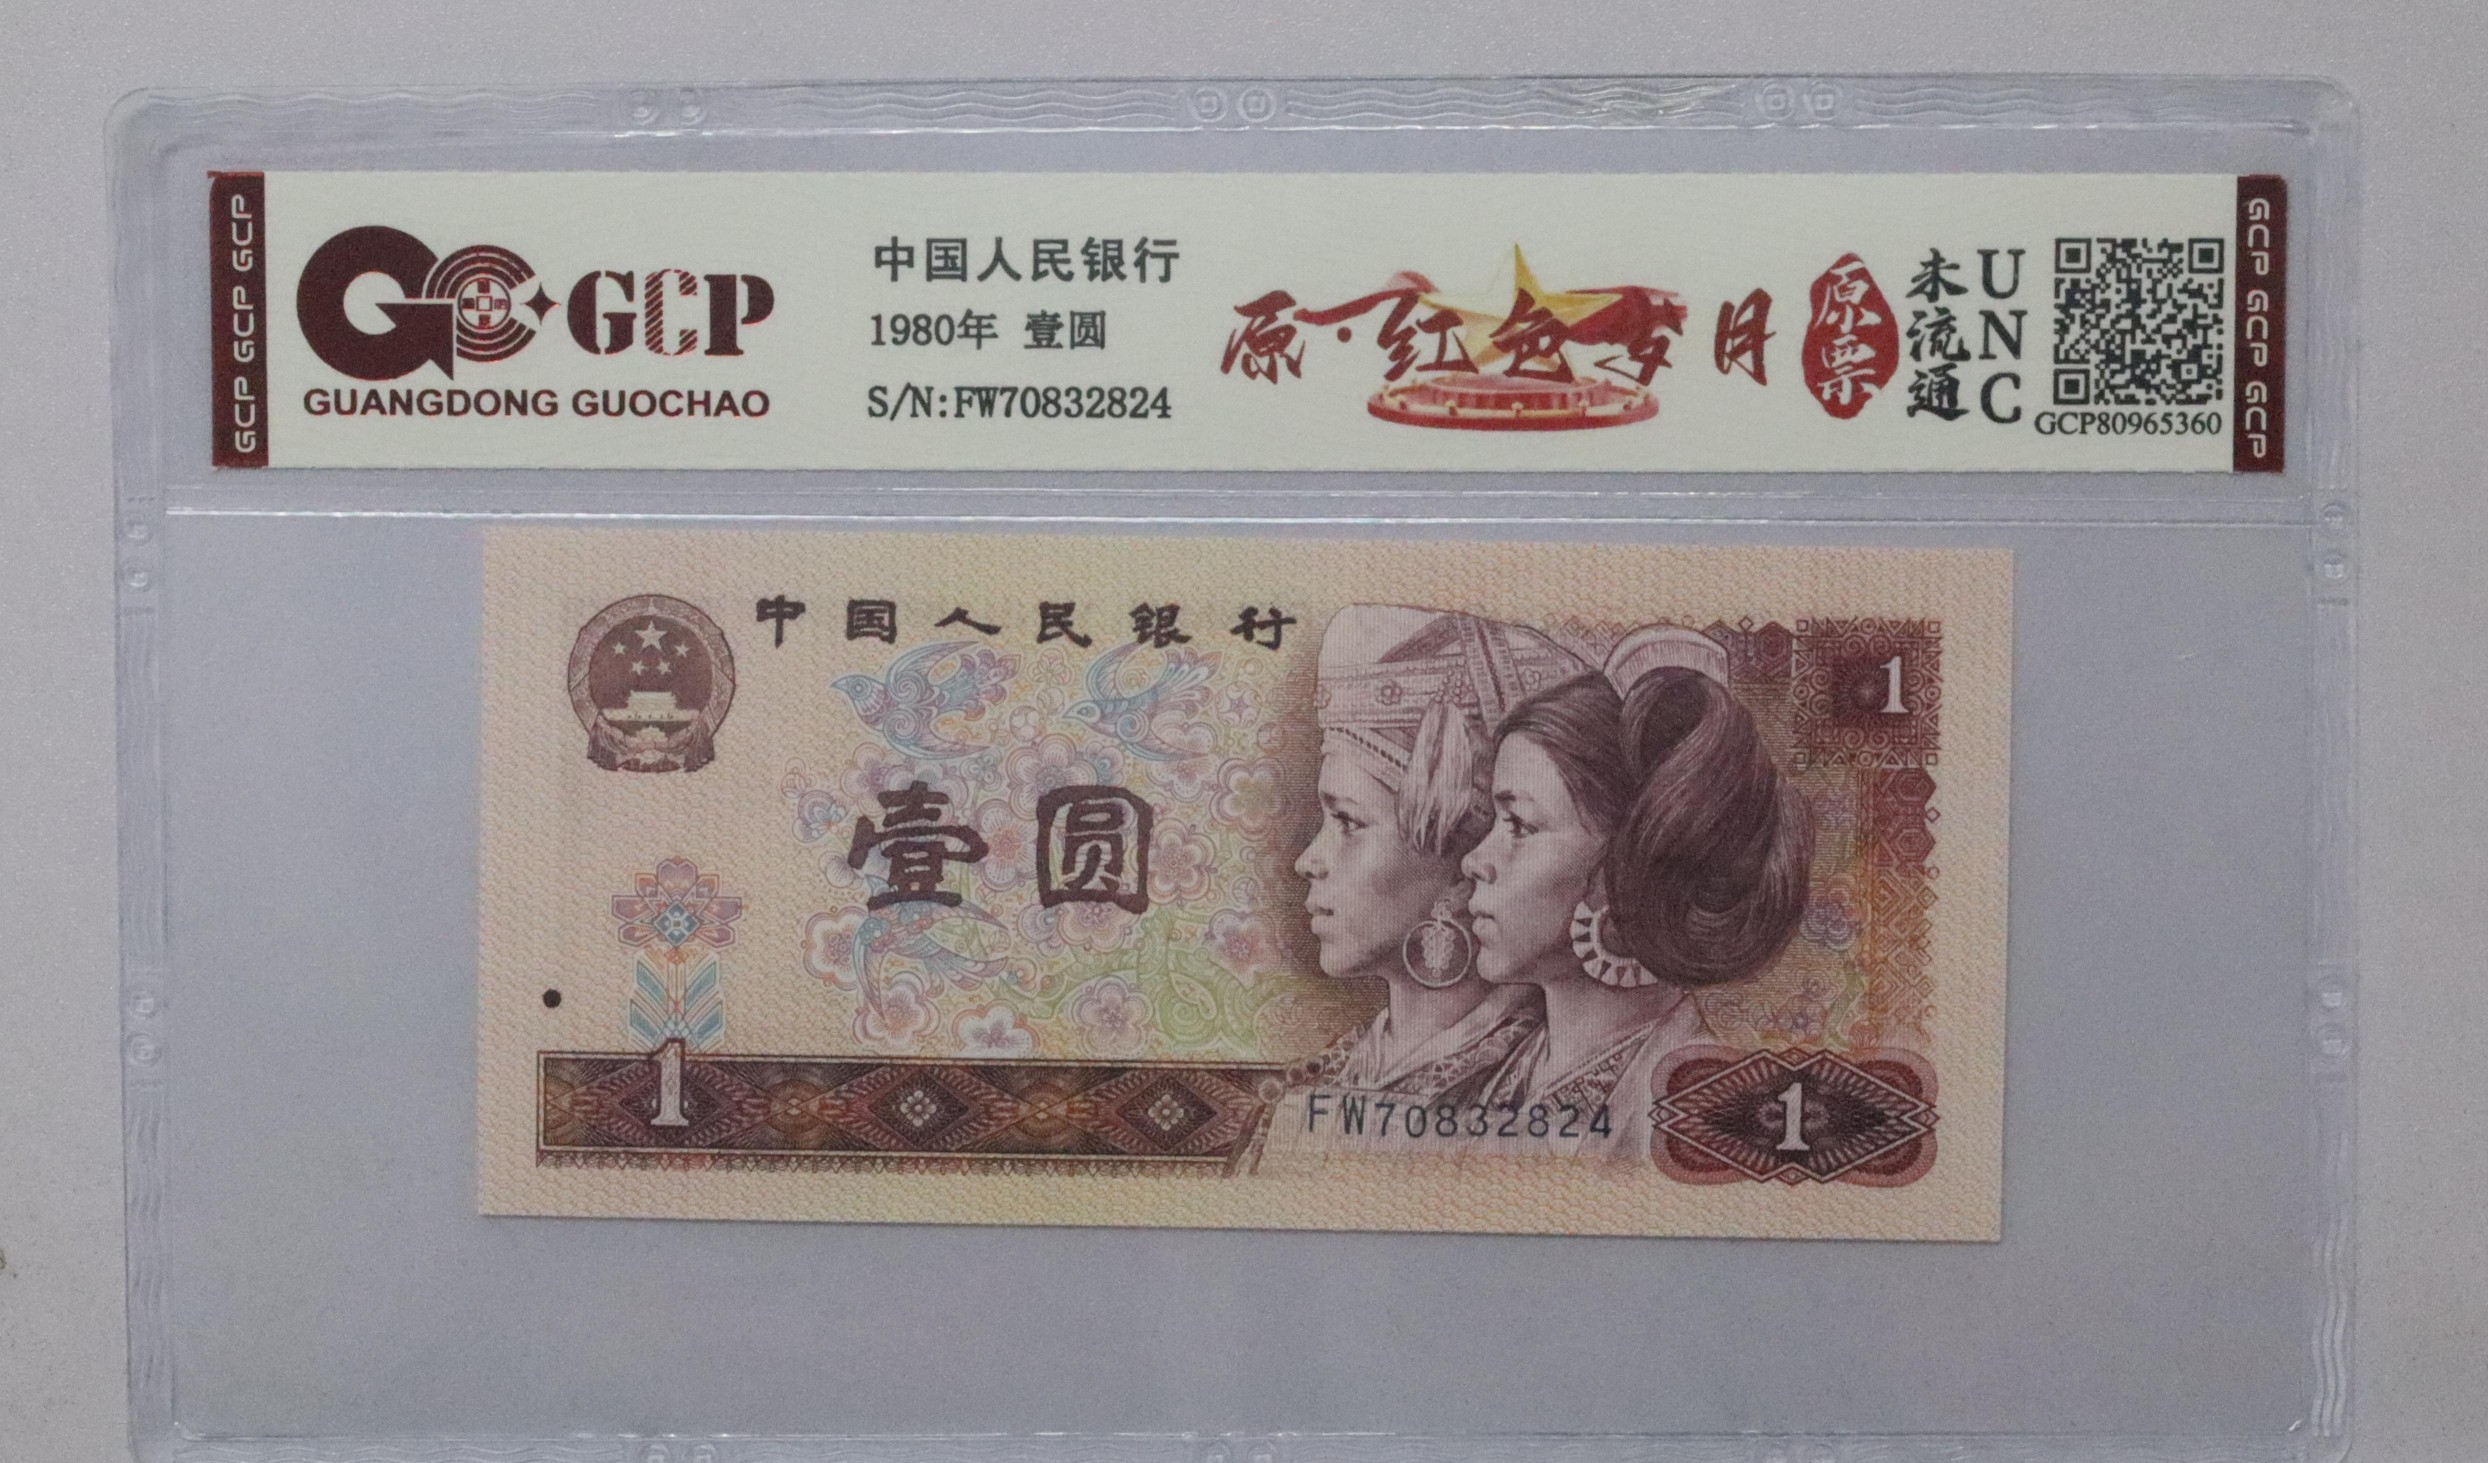 GCP GCP GCP
GCP
GUANGDONG GUOCHAO
中国人民银行
1980年 壹圆
S/N:FW70832824
原·红色岁月
原票
未流通
UNC
GCP80965360
GCP GCP GCP
中国人民银行
1
壹圆
1
FW70832824
1